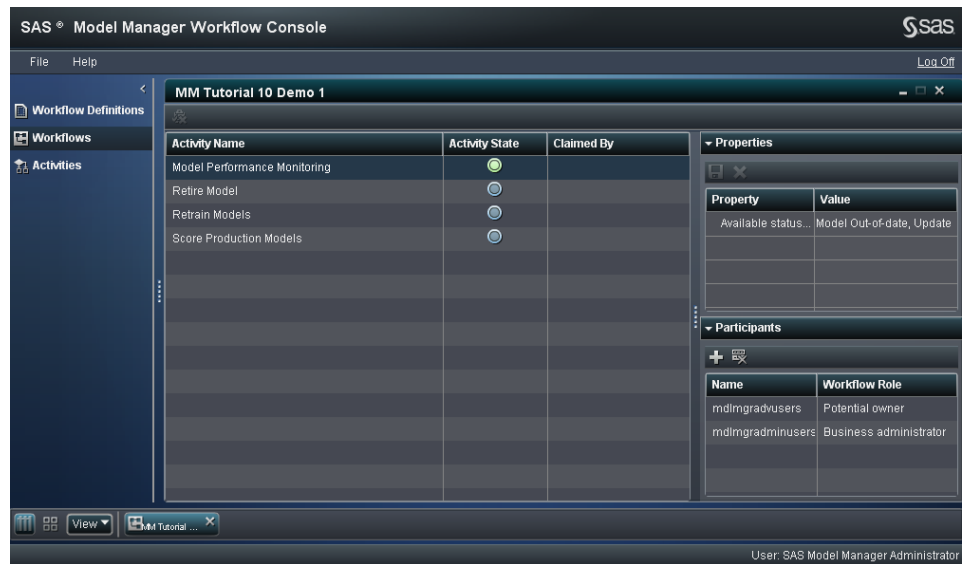 SAS ® Model Manager Workflow Console
sas
File Help
Log Off
Workflow Definitions
Workflows
Activities
MM Tutorial 10 Demo 1
Activity Name Activity State Claimed By
Model Performance Monitoring
Retire Model
Retrain Models
Score Production Models
Properties
Property Value
Available status... Model Out-of-date, Update
Participants
Name Workflow Role
mdlmgradvusers Potential owner
mdlmgradminusers Business administrator
View
MM Tutorial ...
User: SAS Model Manager Administrator